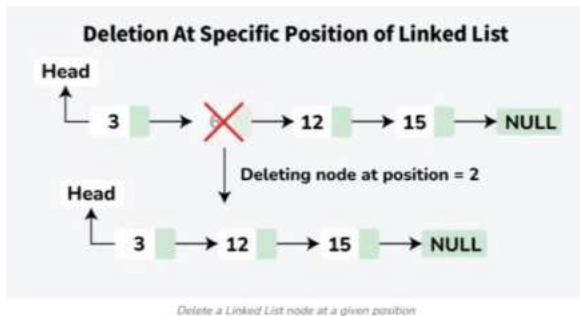 Deletion At Specific Position of Linked List
Head
3 12 15 NULL
Deleting node at position = 2
Head
3 12 15 NULL
Delete a Linked List node at a given position